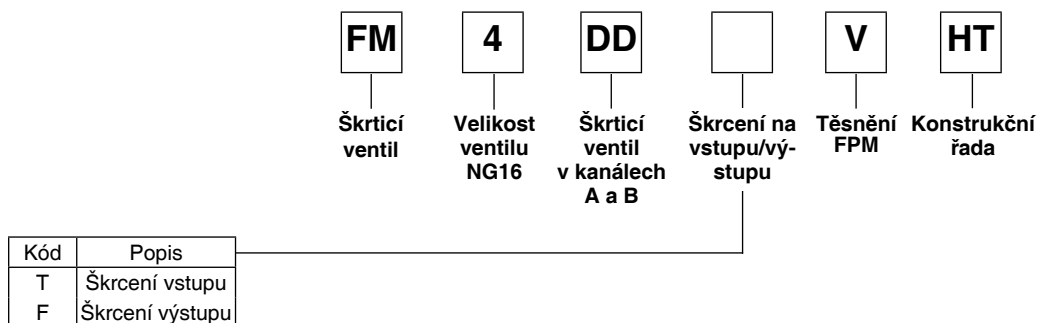 FM 4 DD V HT
Škrticí
ventil
Velikost
ventilu
NG16
Škrticí
ventil
v kanálech
A a B
Škrcení na
vstupu/vý-
stupu
Těsnění
FPM
Konstrukční
řada
Kód Popis
T Škrcení vstupu
F Škrcení výstupu